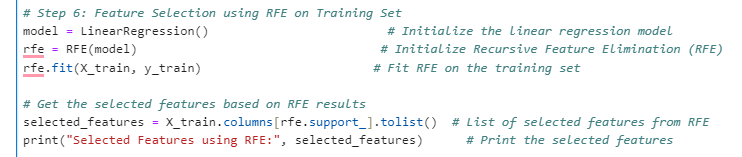 # Step 6: Feature Selection using RFE on Training Set
model = LinearRegression() # Initialize the linear regression model
rfe = RFE(model) # Initialize Recursive Feature Elimination (RFE)
rfe.fit(X_train, y_train) # Fit RFE on the training set
# Get the selected features based on RFE results
selected_features = X_train.columns[rfe.support_].tolist() # List of selected features from RFE
print("Selected Features using RFE:", selected_features) # Print the selected features